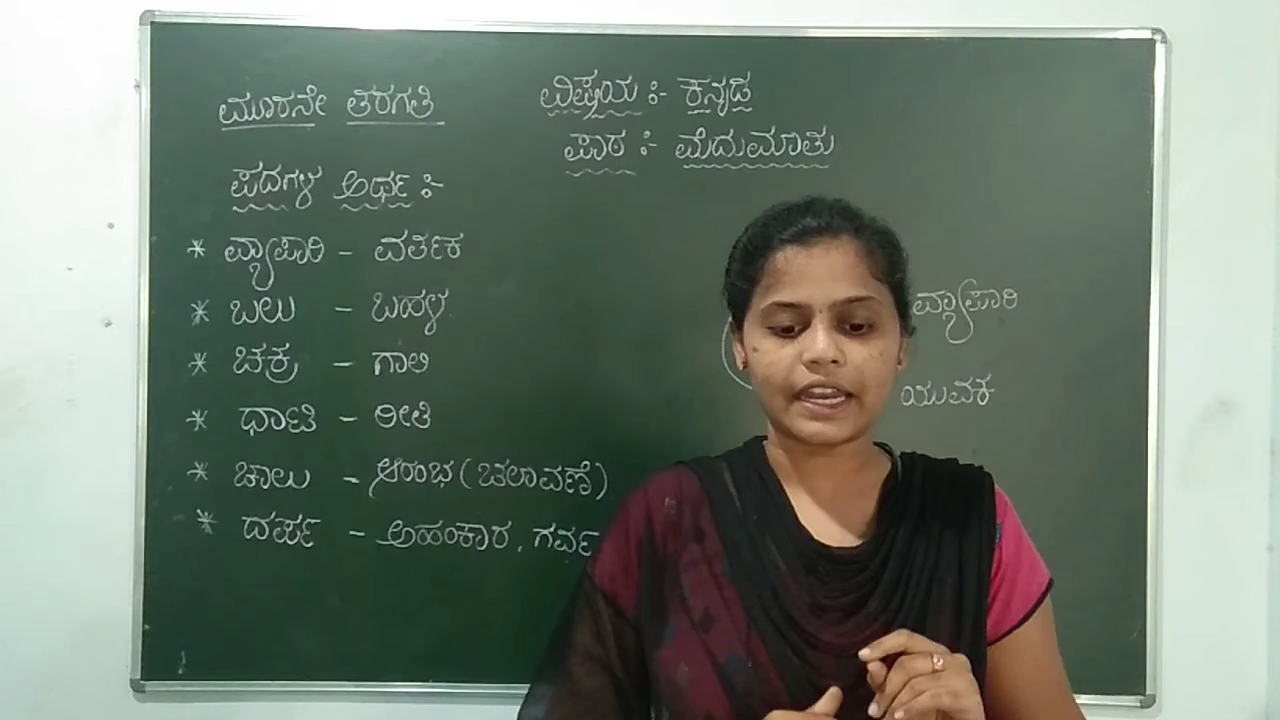 ಮೂರನೇ ತರಗತಿ
ವಿಷಯ :- ಕನ್ನಡ
ಪಾಠ :- ಮೆದುಮಾತು
ಪದಗಳ ಅರ್ಥ :-
* ವ್ಯಾಪಾರಿ - ವರ್ತಕ
* ಬಲು - ಬಹಳ
* ಚಕ್ರ - ಗಾಲಿ
* ಧಾಟಿ - ರೀತಿ
* ಚಾಲು - ಆರಂಭ (ಚಲಾವಣೆ)
* ದರ್ಪ - ಅಹಂಕಾರ, ಗರ್ವ
ವ್ಯಾಪಾರಿ
ಯುವಕ